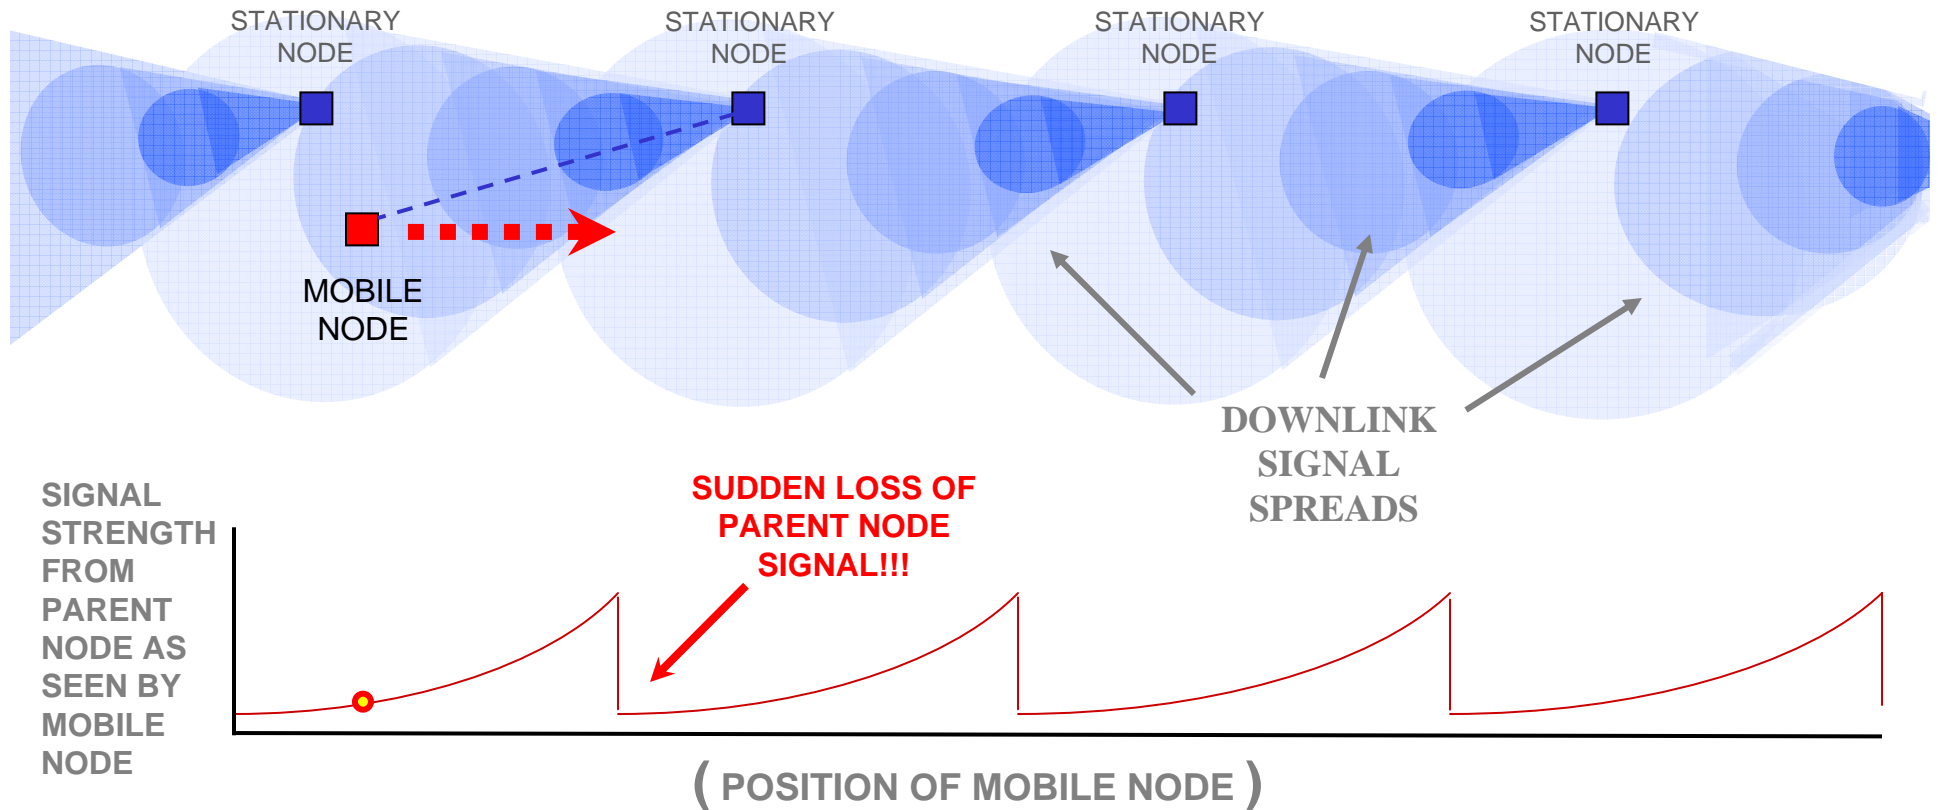 STATIONARY
NODE
STATIONARY
NODE
STATIONARY
NODE
STATIONARY
NODE
MOBILE
NODE
DOWNLINK
SIGNAL
SPREADS
SUDDEN LOSS OF
PARENT NODE
SIGNAL!!!
SIGNAL
STRENGTH
FROM
PARENT
NODE AS
SEEN BY
MOBILE
NODE
( POSITION OF MOBILE NODE )